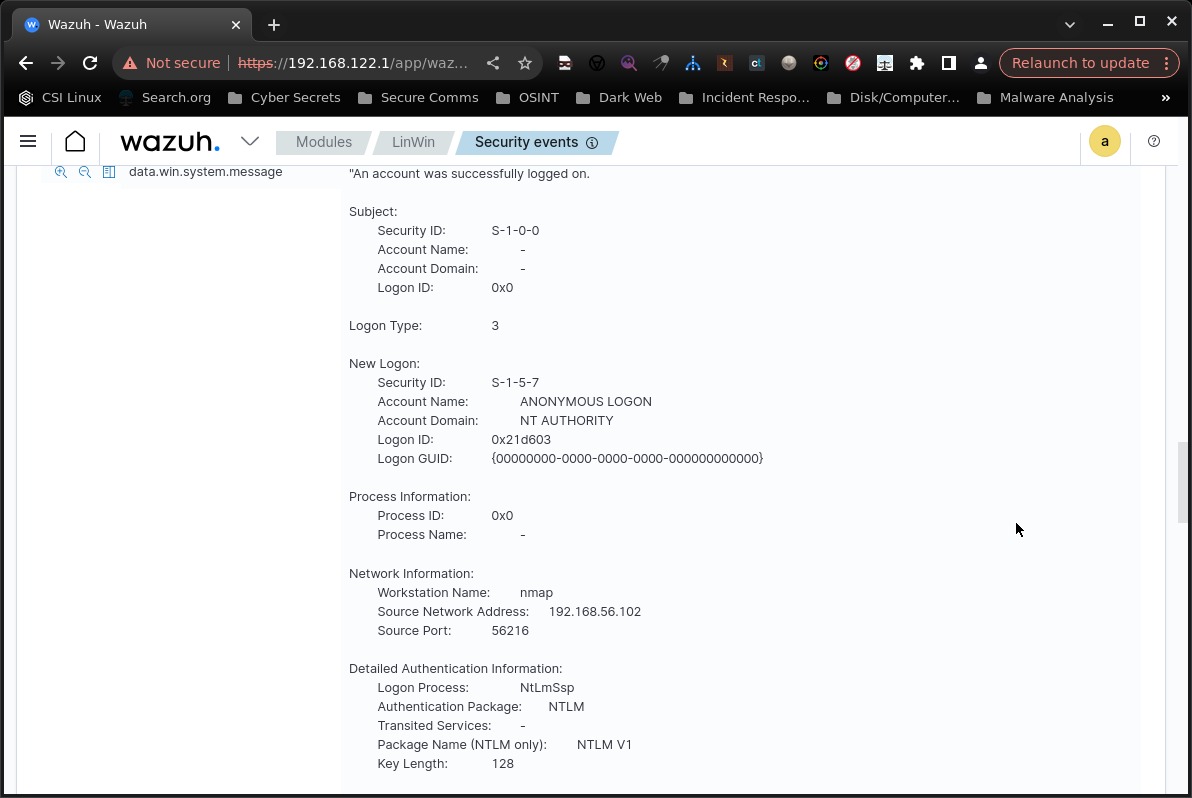 Wazuh - Wazuh
Not secure https://192.168.122.1/app/waz... Relaunch to update
CSI Linux Search.org Cyber Secrets Secure Comms OSINT Dark Web Incident Respo... Disk/Computer... Malware Analysis »
wazuh. Modules LinWin Security events a
data.win.system.message "An account was successfully logged on.
Subject:
Security ID: S-1-0-0
Account Name: -
Account Domain: -
Logon ID: 0x0
Logon Type: 3
New Logon:
Security ID: S-1-5-7
Account Name: ANONYMOUS LOGON
Account Domain: NT AUTHORITY
Logon ID: 0x21d603
Logon GUID: {00000000-0000-0000-0000-000000000000}
Process Information:
Process ID: 0x0
Process Name: -
Network Information:
Workstation Name: nmap
Source Network Address: 192.168.56.102
Source Port: 56216
Detailed Authentication Information:
Logon Process: NtLmSsp
Authentication Package: NTLM
Transited Services: -
Package Name (NTLM only): NTLM V1
Key Length: 128